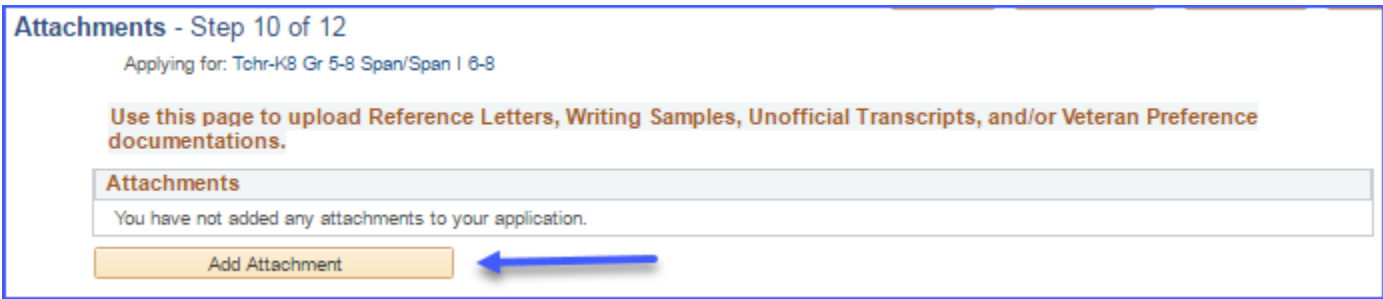 Attachments - Step 10 of 12
Applying for: Tchr-K8 Gr 5-8 Span/Span I 6-8
Use this page to upload Reference Letters, Writing Samples, Unofficial Transcripts, and/or Veteran Preference
documentations.
Attachments
You have not added any attachments to your application.
Add Attachment